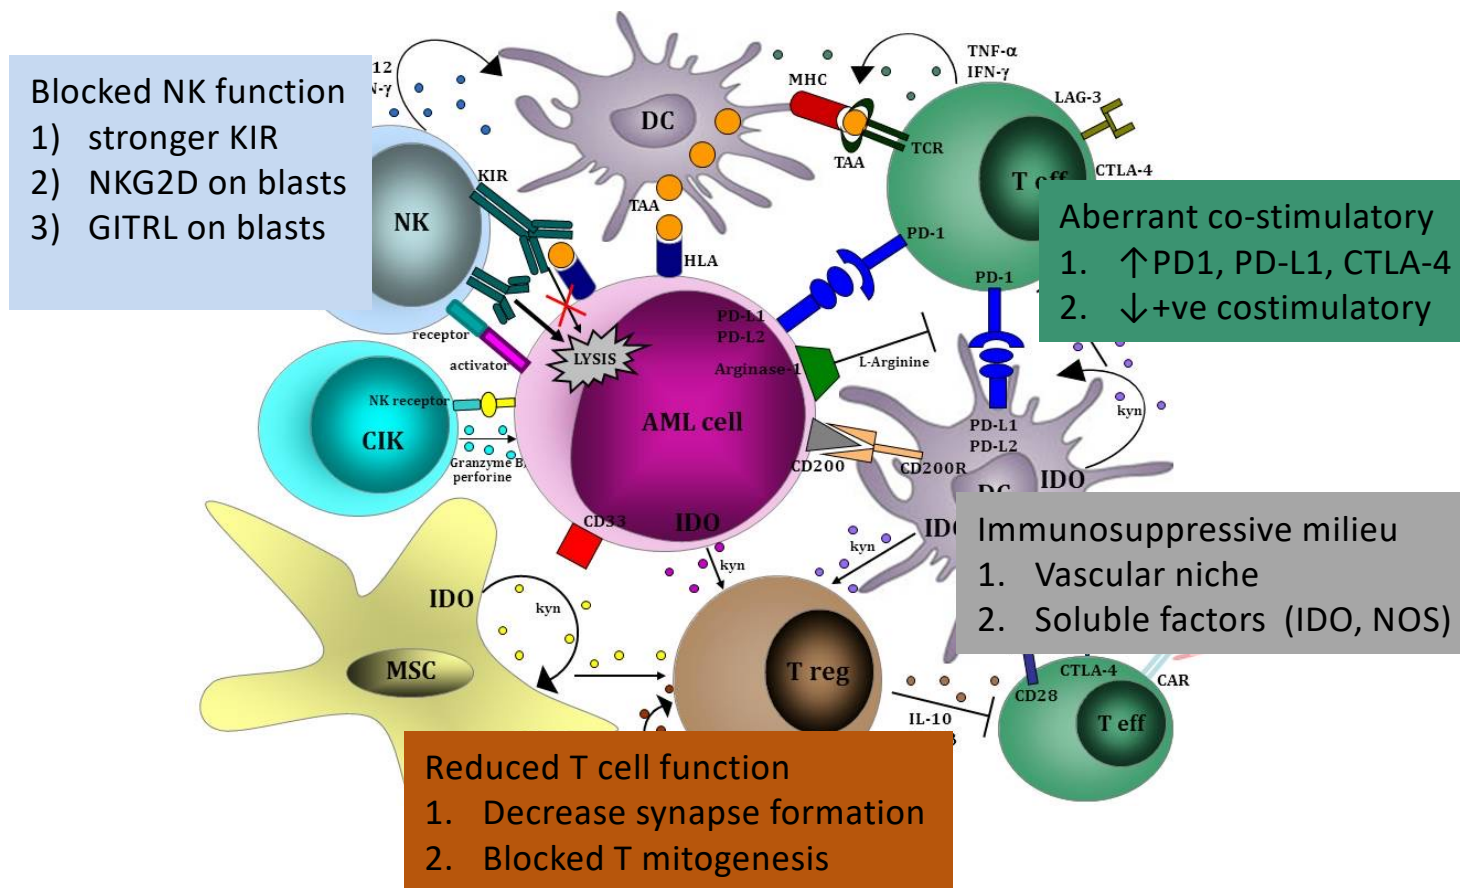 Blocked NK function
1) stronger KIR
2) NKG2D on blasts
3) GITRL on blasts
12
N-γ
DC
MHC
TAA
TCR
TNF-α
IFN-γ
LAG-3
CTLA-4
T eff
Aberrant co-stimulatory
1. ↑PD1, PD-L1, CTLA-4
2. ↓+ve costimulatory
KIR
NK
TAA
HLA
PD-1
PD-1
receptor
activator
LYSIS
PD-L1
PD-L2
Arginase-1
L-Arginine
NK receptor
CIK
Granzyme B,
perforine
AML cell
CD200
CD200R
PD-L1
PD-L2
kyn
IDO
DC
IDO
Immunosuppressive milieu
1. Vascular niche
2. Soluble factors (IDO, NOS)
CD33
IDO
kyn
kyn
IDO
kyn
MSC
T reg
IL-10
CTLA-4
CD28
CAR
T eff
Reduced T cell function
1. Decrease synapse formation
2. Blocked T mitogenesis